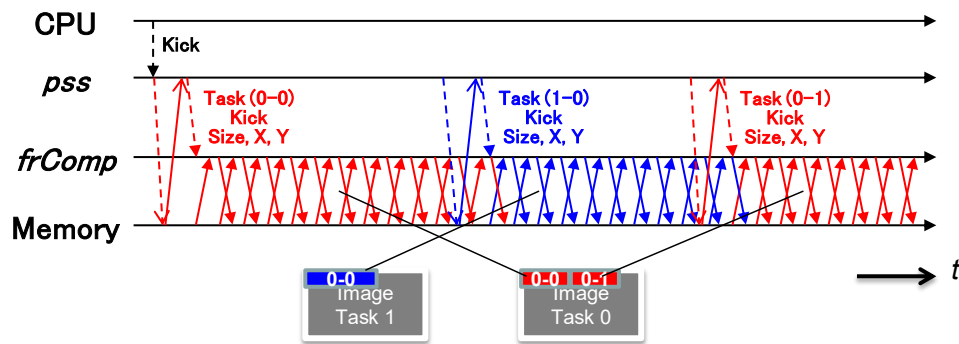 CPU
Kick
pss
Task (0-0)
Kick
Size, X, Y
Task (1-0)
Kick
Size, X, Y
Task (0-1)
Kick
Size, X, Y
frComp
Memory
t
0-0
Image
Task 1
0-0 0-1
Image
Task 0